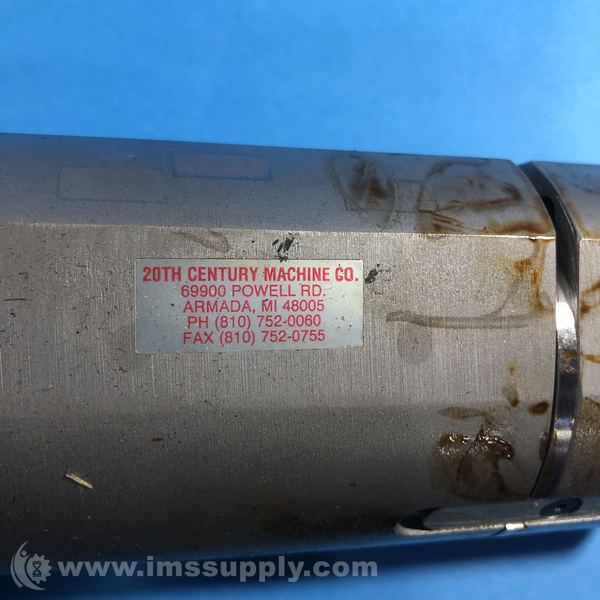 20TH CENTURY MACHINE CO.
69900 POWELL RD.
ARMADA, MI 48005
PH (810) 752-0060
FAX (810) 752-0755
www.imssupply.com